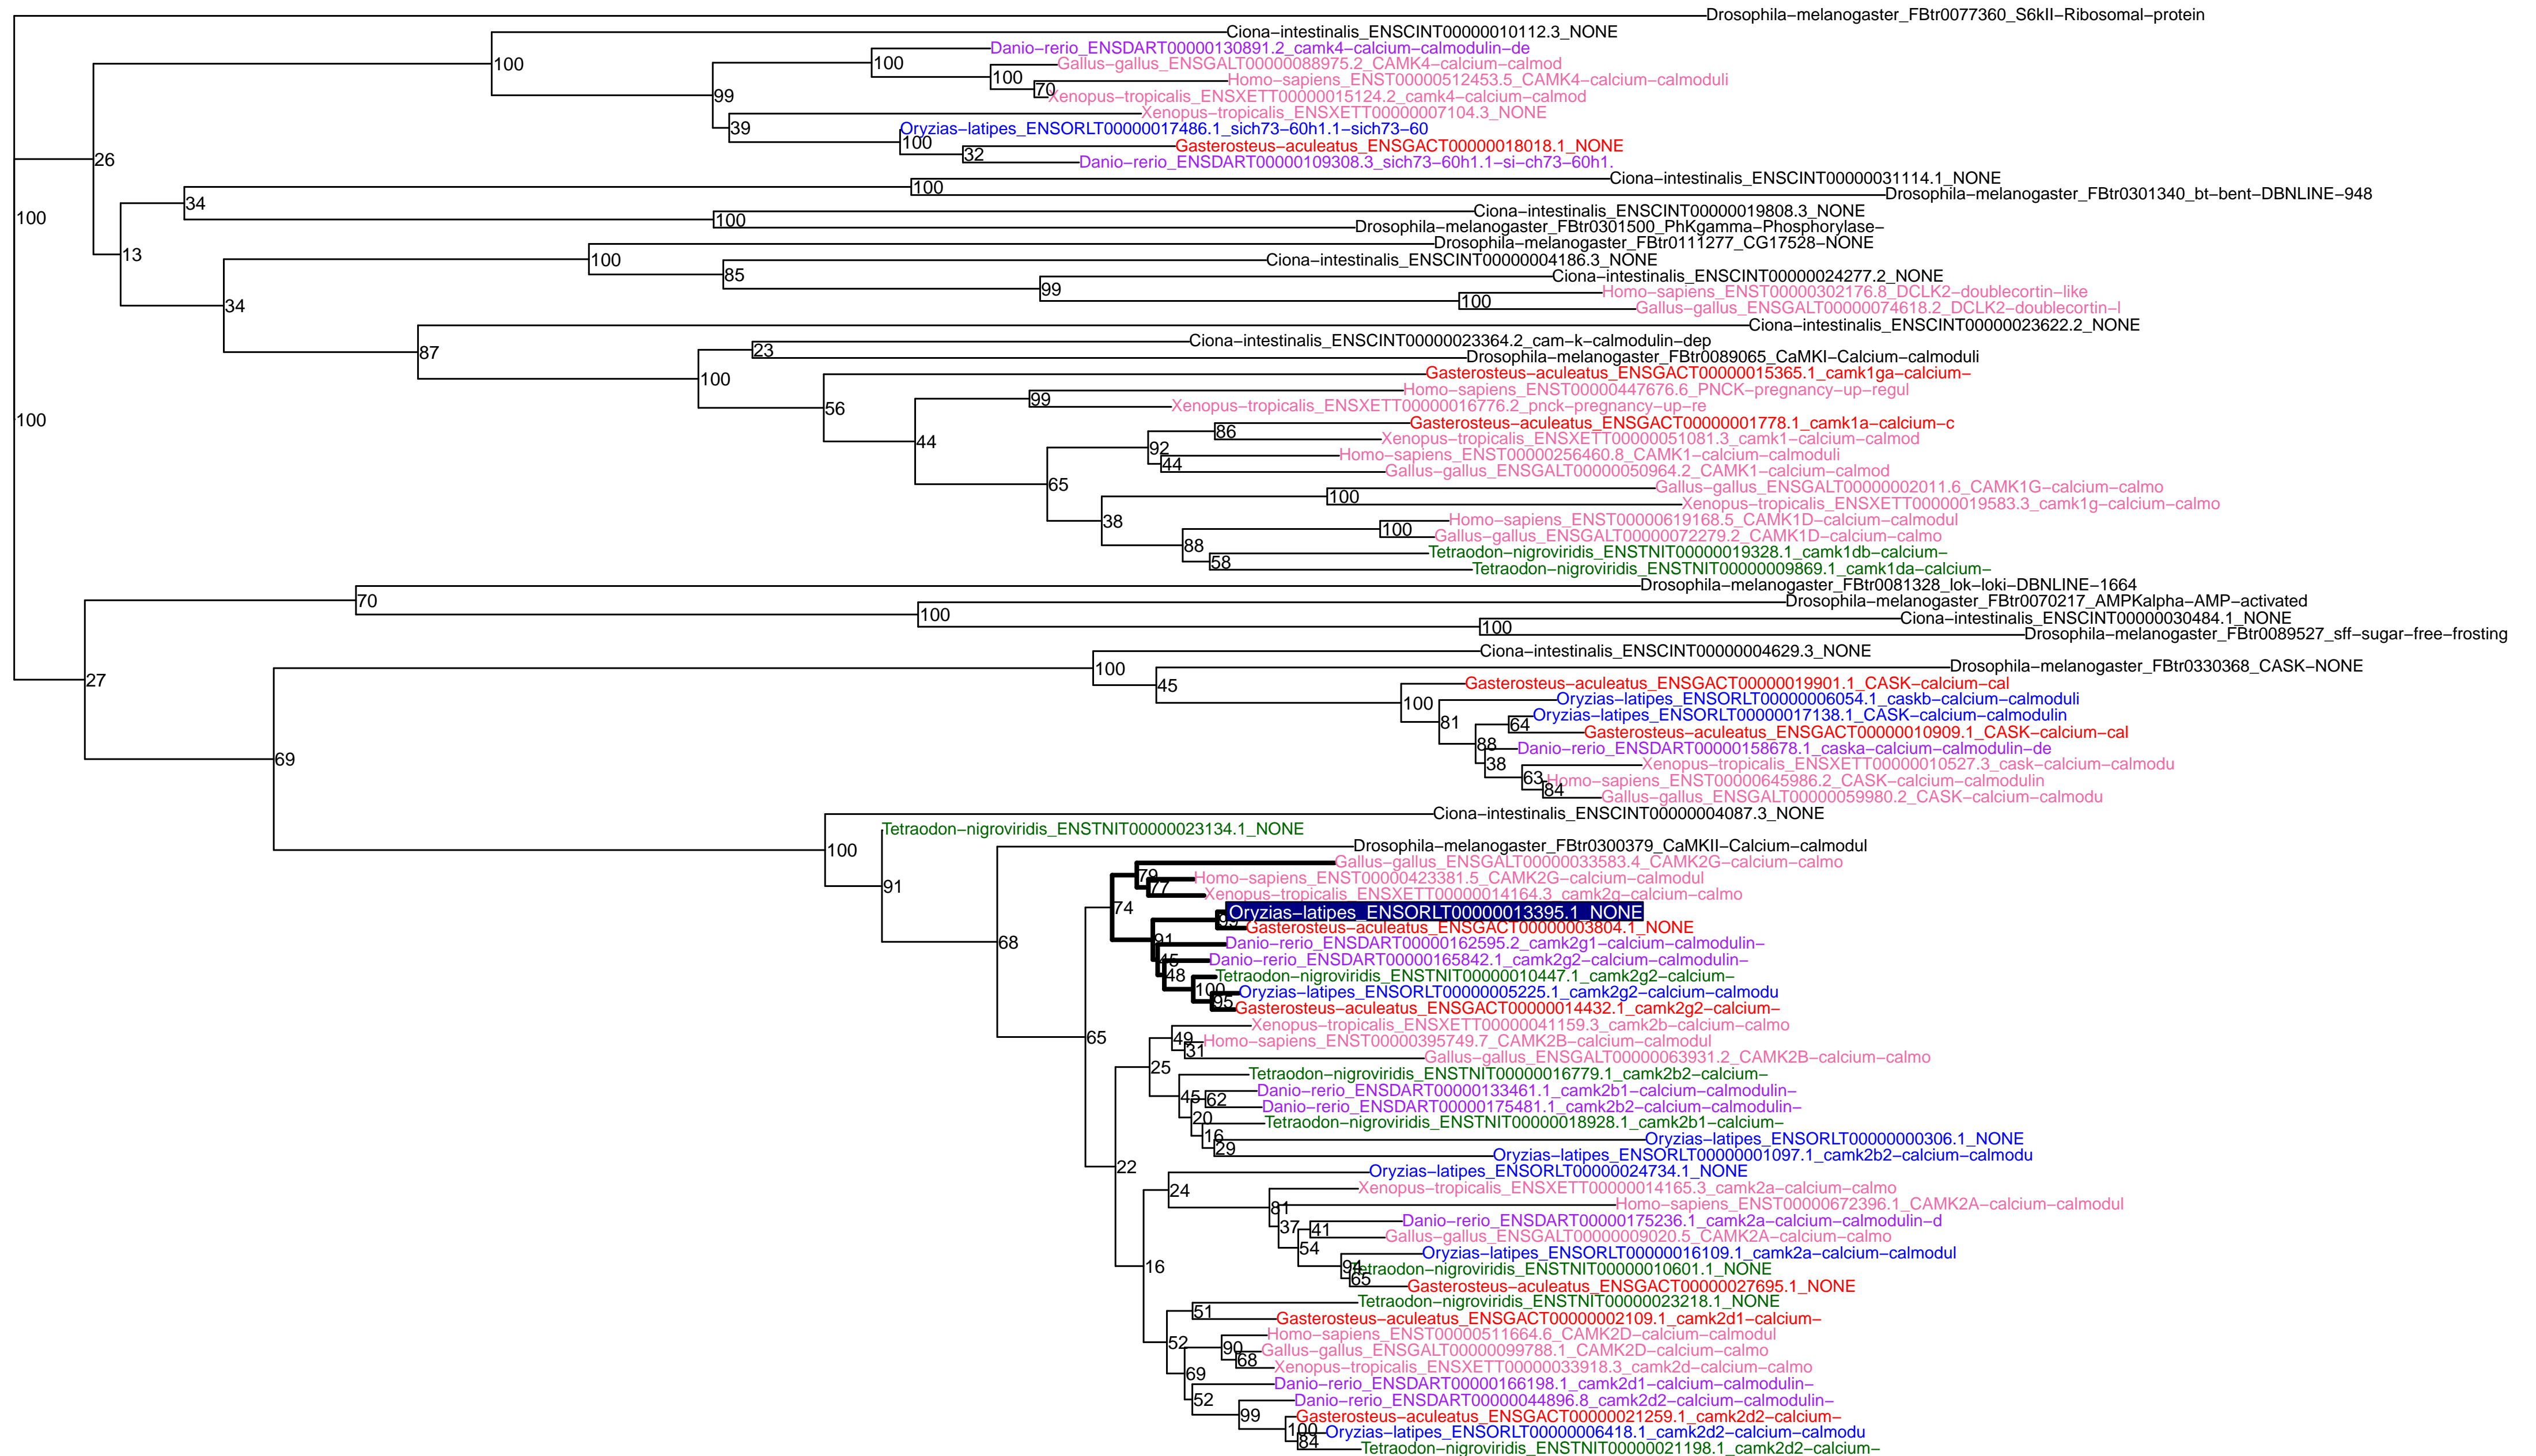 Drosophila-melanogaster_FBtr0077360_S6kII-Ribosomal-protein
Ciona-intestinalis_ENSCINT00000010112.3_NONE
Danio-rerio_ENSDART00000130891.2_camk4-calcium-calmodulin-de
100
100
Gallus-gallus_ENSGALT00000088975.2_CAMK4-calcium-calmod
100
Homo-sapiens_ENST00000512453.5_CAMK4-calcium-calmoduli
70
99
Xenopus-tropicalis_ENSXETT00000015124.2_camk4-calcium-calmod
Xenopus-tropicalis_ENSXETT00000007104.3_NONE
39
Oryzias-latipes_ENSORLT00000017486.1_sich73-60h1.1-sich73-60
100
Gasterosteus-aculeatus_ENSGACT00000018018.1_NONE
32
26
Danio-rerio_ENSDART00000109308.3_sich73-60h1.1-si-ch73-60h1.
Ciona-intestinalis_ENSCINT00000031114.1_NONE
100
Drosophila-melanogaster_FBtr0301340_bt-bent-DBNLINE-948
34
Ciona-intestinalis_ENSCINT00000019808.3_NONE
100
100
Drosophila-melanogaster_FBtr0301500_PhKgamma-Phosphorylase-
Drosophila-melanogaster_FBtr0111277_CG17528-NONE
13
100
Ciona-intestinalis_ENSCINT00000004186.3_NONE
85
Ciona-intestinalis_ENSCINT00000024277.2_NONE
99
Homo-sapiens_ENST00000302176.8_DCLK2-doublecortin-like
100
34
Gallus-gallus_ENSGALT00000074618.2_DCLK2-doublecortin-l
Ciona-intestinalis_ENSCINT00000023622.2_NONE
Ciona-intestinalis_ENSCINT00000023364.2_cam-k-calmodulin-dep
23
87
Drosophila-melanogaster_FBtr0089065_CaMKI-Calcium-calmoduli
Gasterosteus-aculeatus_ENSGACT00000015365.1_camk1ga-calcium-
100
Homo-sapiens_ENST00000447676.6_PNCK-pregnancy-up-regul
99
Xenopus-tropicalis_ENSXETT00000016776.2_pnck-pregnancy-up-re
56
100
Gasterosteus-aculeatus_ENSGACT00000001778.1_camk1a-calcium-c
86
Xenopus-tropicalis_ENSXETT00000051081.3_camk1-calcium-calmod
44
92
Homo-sapiens_ENST00000256460.8_CAMK1-calcium-calmoduli
44
Gallus-gallus_ENSGALT00000050964.2_CAMK1-calcium-calmod
65
Gallus-gallus_ENSGALT00000002011.6_CAMK1G-calcium-calmo
100
Xenopus-tropicalis_ENSXETT00000019583.3_camk1g-calcium-calmo
38
Homo-sapiens_ENST00000619168.5_CAMK1D-calcium-calmodul
100
Gallus-gallus_ENSGALT00000072279.2_CAMK1D-calcium-calmo
88
Tetraodon-nigroviridis_ENSTNIT00000019328.1_camk1db-calcium-
58
Tetraodon-nigroviridis_ENSTNIT00000009869.1_camk1da-calcium-
Drosophila-melanogaster_FBtr0081328_lok-loki-DBNLINE-1664
70
Drosophila-melanogaster_FBtr0070217_AMPKalpha-AMP-activated
100
Ciona-intestinalis_ENSCINT00000030484.1_NONE
100
Drosophila-melanogaster_FBtr0089527_sff-sugar-free-frosting
Ciona-intestinalis_ENSCINT00000004629.3_NONE
100
Drosophila-melanogaster_FBtr0330368_CASK-NONE
27
45
Gasterosteus-aculeatus_ENSGACT00000019901.1_CASK-calcium-cal
100
Oryzias-latipes_ENSORLT00000006054.1_caskb-calcium-calmoduli
Oryzias-latipes_ENSORLT00000017138.1_CASK-calcium-calmodulin
81
64
Gasterosteus-aculeatus_ENSGACT00000010909.1_CASK-calcium-cal
88
Danio-rerio_ENSDART00000158678.1_caska-calcium-calmodulin-de
69
38
Xenopus-tropicalis_ENSXETT00000010527.3_cask-calcium-calmodu
63
Homo-sapiens_ENST00000645986.2_CASK-calcium-calmodulin
84
Gallus-gallus_ENSGALT00000059980.2_CASK-calcium-calmodu
Ciona-intestinalis_ENSCINT00000004087.3_NONE
Tetraodon-nigroviridis_ENSTNIT00000023134.1_NONE
100
Drosophila-melanogaster_FBtr0300379_CaMKII-Calcium-calmodul
Gallus-gallus_ENSGALT00000033583.4_CAMK2G-calcium-calmo
79
Homo-sapiens_ENST00000423381.5_CAMK2G-calcium-calmodul
91
77
Xenopus-tropicalis_ENSXETT00000014164.3_camk2g-calcium-calmo
74
Oryzias-latipes_ENSORLT00000013395.1_NONE
99
Gasterosteus-aculeatus_ENSGACT00000003804.1_NONE
68
91
Danio-rerio_ENSDART00000162595.2_camk2g1-calcium-calmodulin-
45
Danio-rerio_ENSDART00000165842.1_camk2g2-calcium-calmodulin-
48
Tetraodon-nigroviridis_ENSTNIT00000010447.1_camk2g2-calcium-
100
Oryzias-latipes_ENSORLT00000005225.1_camk2g2-calcium-calmodu
95
Gasterosteus-aculeatus_ENSGACT00000014432.1_camk2g2-calcium-
Xenopus-tropicalis_ENSXETT00000041159.3_camk2b-calcium-calmo
65
49
Homo-sapiens_ENST00000395749.7_CAMK2B-calcium-calmodul
31
Gallus-gallus_ENSGALT00000063931.2_CAMK2B-calcium-calmo
25
Tetraodon-nigroviridis_ENSTNIT00000016779.1_camk2b2-calcium-
45
Danio-rerio_ENSDART00000133461.1_camk2b1-calcium-calmodulin-
62
Danio-rerio_ENSDART00000175481.1_camk2b2-calcium-calmodulin-
20
Tetraodon-nigroviridis_ENSTNIT00000018928.1_camk2b1-calcium-
16
Oryzias-latipes_ENSORLT00000000306.1_NONE
29
Oryzias-latipes_ENSORLT00000001097.1_camk2b2-calcium-calmodu
22
Oryzias-latipes_ENSORLT00000024734.1_NONE
24
Xenopus-tropicalis_ENSXETT00000014165.3_camk2a-calcium-calmo
81
Homo-sapiens_ENST00000672396.1_CAMK2A-calcium-calmodul
37
Danio-rerio_ENSDART00000175236.1_camk2a-calcium-calmodulin-d
41
Gallus-gallus_ENSGALT00000009020.5_CAMK2A-calcium-calmo
54
Oryzias-latipes_ENSORLT00000016109.1_camk2a-calcium-calmodul
16
94
Tetraodon-nigroviridis_ENSTNIT00000010601.1_NONE
65
Gasterosteus-aculeatus_ENSGACT00000027695.1_NONE
Tetraodon-nigroviridis_ENSTNIT00000023218.1_NONE
51
Gasterosteus-aculeatus_ENSGACT00000002109.1_camk2d1-calcium-
52
Homo-sapiens_ENST00000511664.6_CAMK2D-calcium-calmodul
90
Gallus-gallus_ENSGALT00000099788.1_CAMK2D-calcium-calmo
68
Xenopus-tropicalis_ENSXETT00000033918.3_camk2d-calcium-calmo
69
Danio-rerio_ENSDART00000166198.1_camk2d1-calcium-calmodulin-
52
Danio-rerio_ENSDART00000044896.8_camk2d2-calcium-calmodulin-
99
Gasterosteus-aculeatus_ENSGACT00000021259.1_camk2d2-calcium-
100
Oryzias-latipes_ENSORLT00000006418.1_camk2d2-calcium-calmodu
84
Tetraodon-nigroviridis_ENSTNIT00000021198.1_camk2d2-calcium-